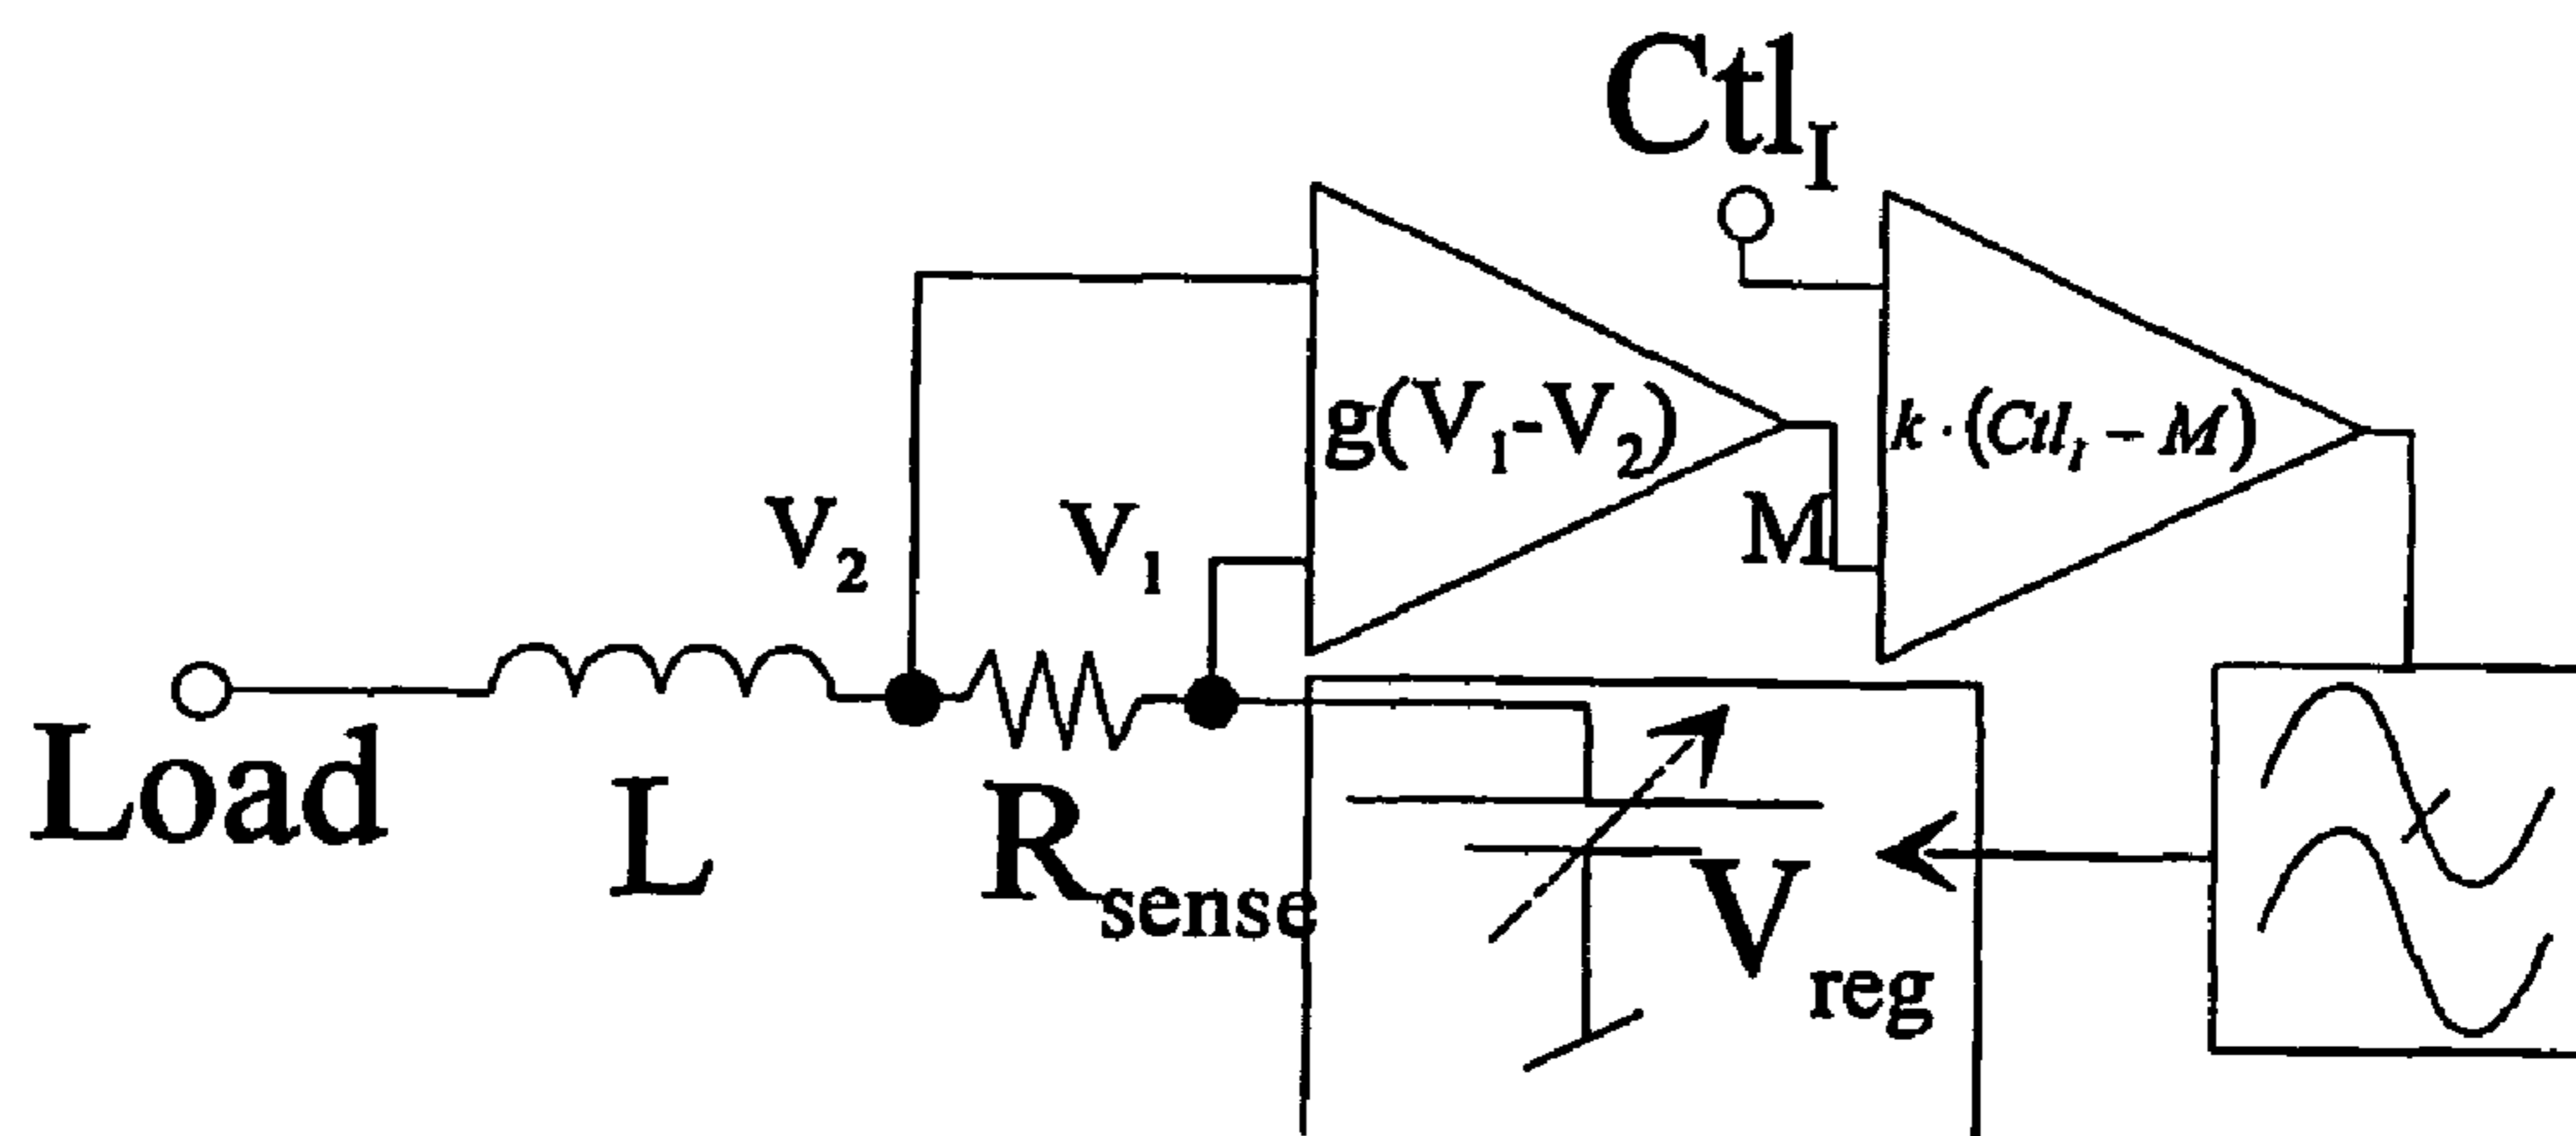 Ctl_I
g(V_1-V_2)
k · (Ctl_I - M)
M
V_2
V_1
Load
L
R_sense
V_reg